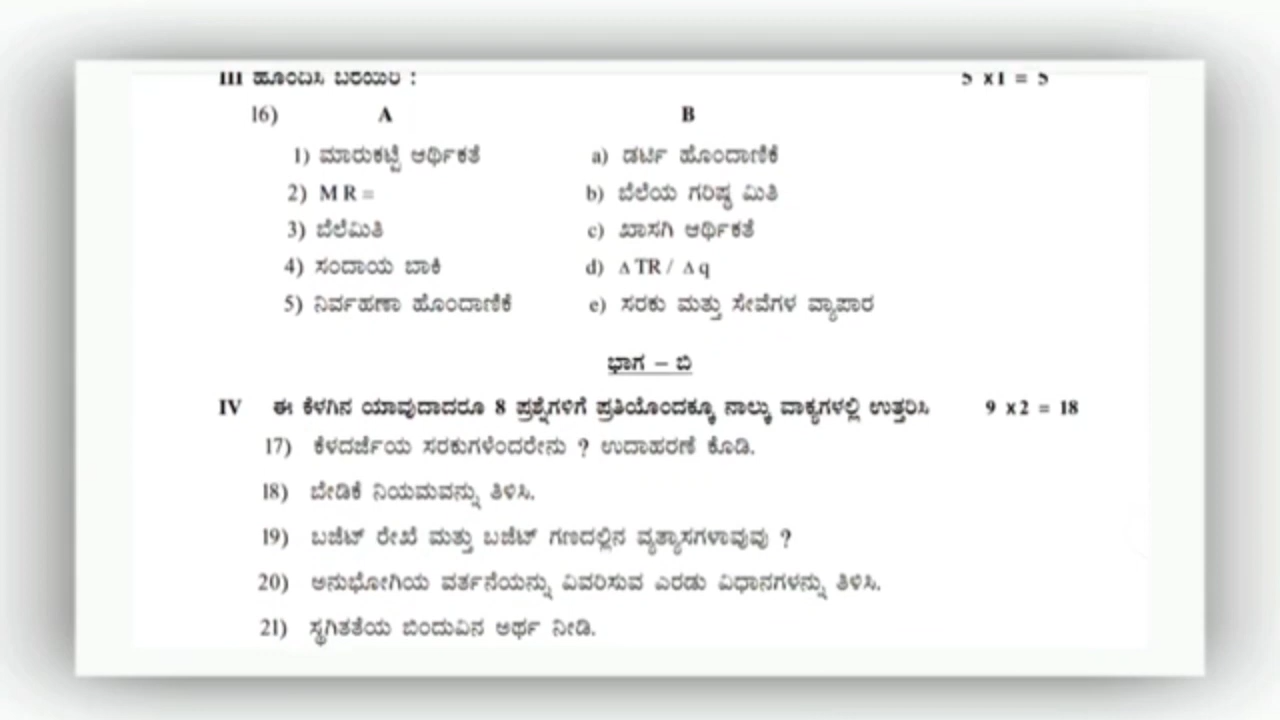 III ಹೊಂದಿಸಿ ಬರೆಯಿರಿ : 5 x1 = 5
16) A B
1) ಮಾರುಕಟ್ಟೆ ಆರ್ಥಿಕತೆ a) ಡರ್ಟಿ ಹೊಂದಾಣಿಕೆ
2) M R = b) ಬೆಲೆಯ ಗರಿಷ್ಠ ಮಿತಿ
3) ಬೆಲೆಮಿತಿ c) ಖಾಸಗಿ ಆರ್ಥಿಕತೆ
4) ಸಂದಾಯ ಬಾಕಿ d) Δ TR / Δ q
5) ನಿರ್ವಹಣಾ ಹೊಂದಾಣಿಕೆ e) ಸರಕು ಮತ್ತು ಸೇವೆಗಳ ವ್ಯಾಪಾರ
ಭಾಗ – ಬಿ
IV ಈ ಕೆಳಗಿನ ಯಾವುದಾದರೂ 8 ಪ್ರಶ್ನೆಗಳಿಗೆ ಪ್ರತಿಯೊಂದಕ್ಕೂ ನಾಲ್ಕು ವಾಕ್ಯಗಳಲ್ಲಿ ಉತ್ತರಿಸಿ 9 x2 = 18
17) ಕೆಳದರ್ಜೆಯ ಸರಕುಗಳೆಂದರೇನು ? ಉದಾಹರಣೆ ಕೊಡಿ.
18) ಬೇಡಿಕೆ ನಿಯಮವನ್ನು ತಿಳಿಸಿ.
19) ಬಜೆಟ್ ರೇಖೆ ಮತ್ತು ಬಜೆಟ್ ಗಣದಲ್ಲಿನ ವ್ಯತ್ಯಾಸಗಳಾವುವು ?
20) ಅನುಭೋಗಿಯ ವರ್ತನೆಯನ್ನು ವಿವರಿಸುವ ಎರಡು ವಿಧಾನಗಳನ್ನು ತಿಳಿಸಿ.
21) ಸ್ಥಗಿತತೆಯ ಬಿಂದುವಿನ ಅರ್ಥ ನೀಡಿ.